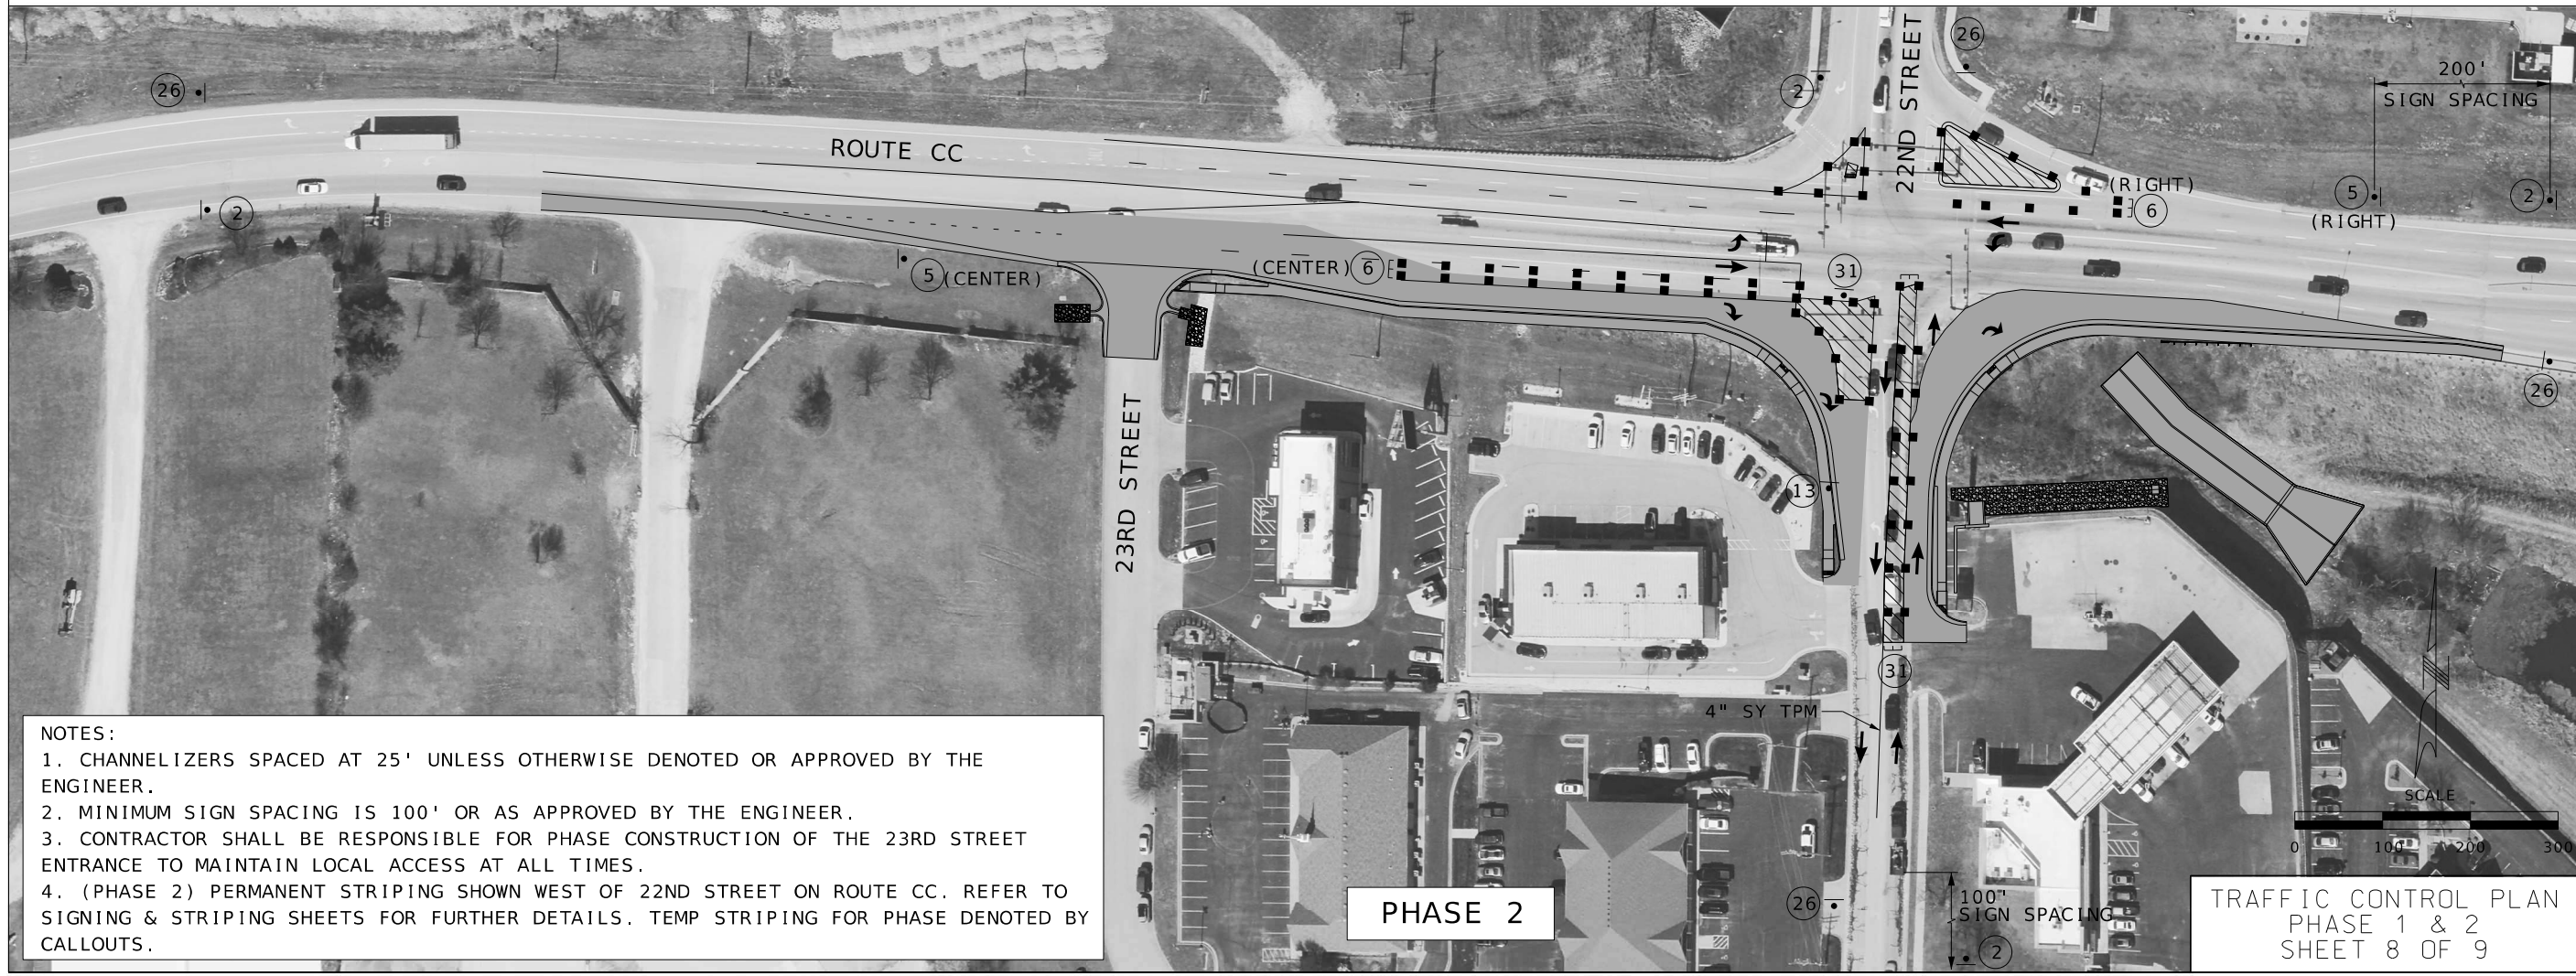 26
2
ROUTE CC
2
22ND STREET
26
200'
SIGN SPACING
(RIGHT)
6
5
(RIGHT)
2
5 (CENTER)
(CENTER) 6
31
26
23RD STREET
13
31
4" SY TPM
NOTES:
1. CHANNELIZERS SPACED AT 25' UNLESS OTHERWISE DENOTED OR APPROVED BY THE
ENGINEER.
2. MINIMUM SIGN SPACING IS 100' OR AS APPROVED BY THE ENGINEER.
3. CONTRACTOR SHALL BE RESPONSIBLE FOR PHASE CONSTRUCTION OF THE 23RD STREET
ENTRANCE TO MAINTAIN LOCAL ACCESS AT ALL TIMES.
4. (PHASE 2) PERMANENT STRIPING SHOWN WEST OF 22ND STREET ON ROUTE CC. REFER TO
SIGNING & STRIPING SHEETS FOR FURTHER DETAILS. TEMP STRIPING FOR PHASE DENOTED BY
CALLOUTS.
PHASE 2
26
100"
SIGN SPACING
2
SCALE
0 100 200 300
TRAFFIC CONTROL PLAN
PHASE 1 & 2
SHEET 8 OF 9